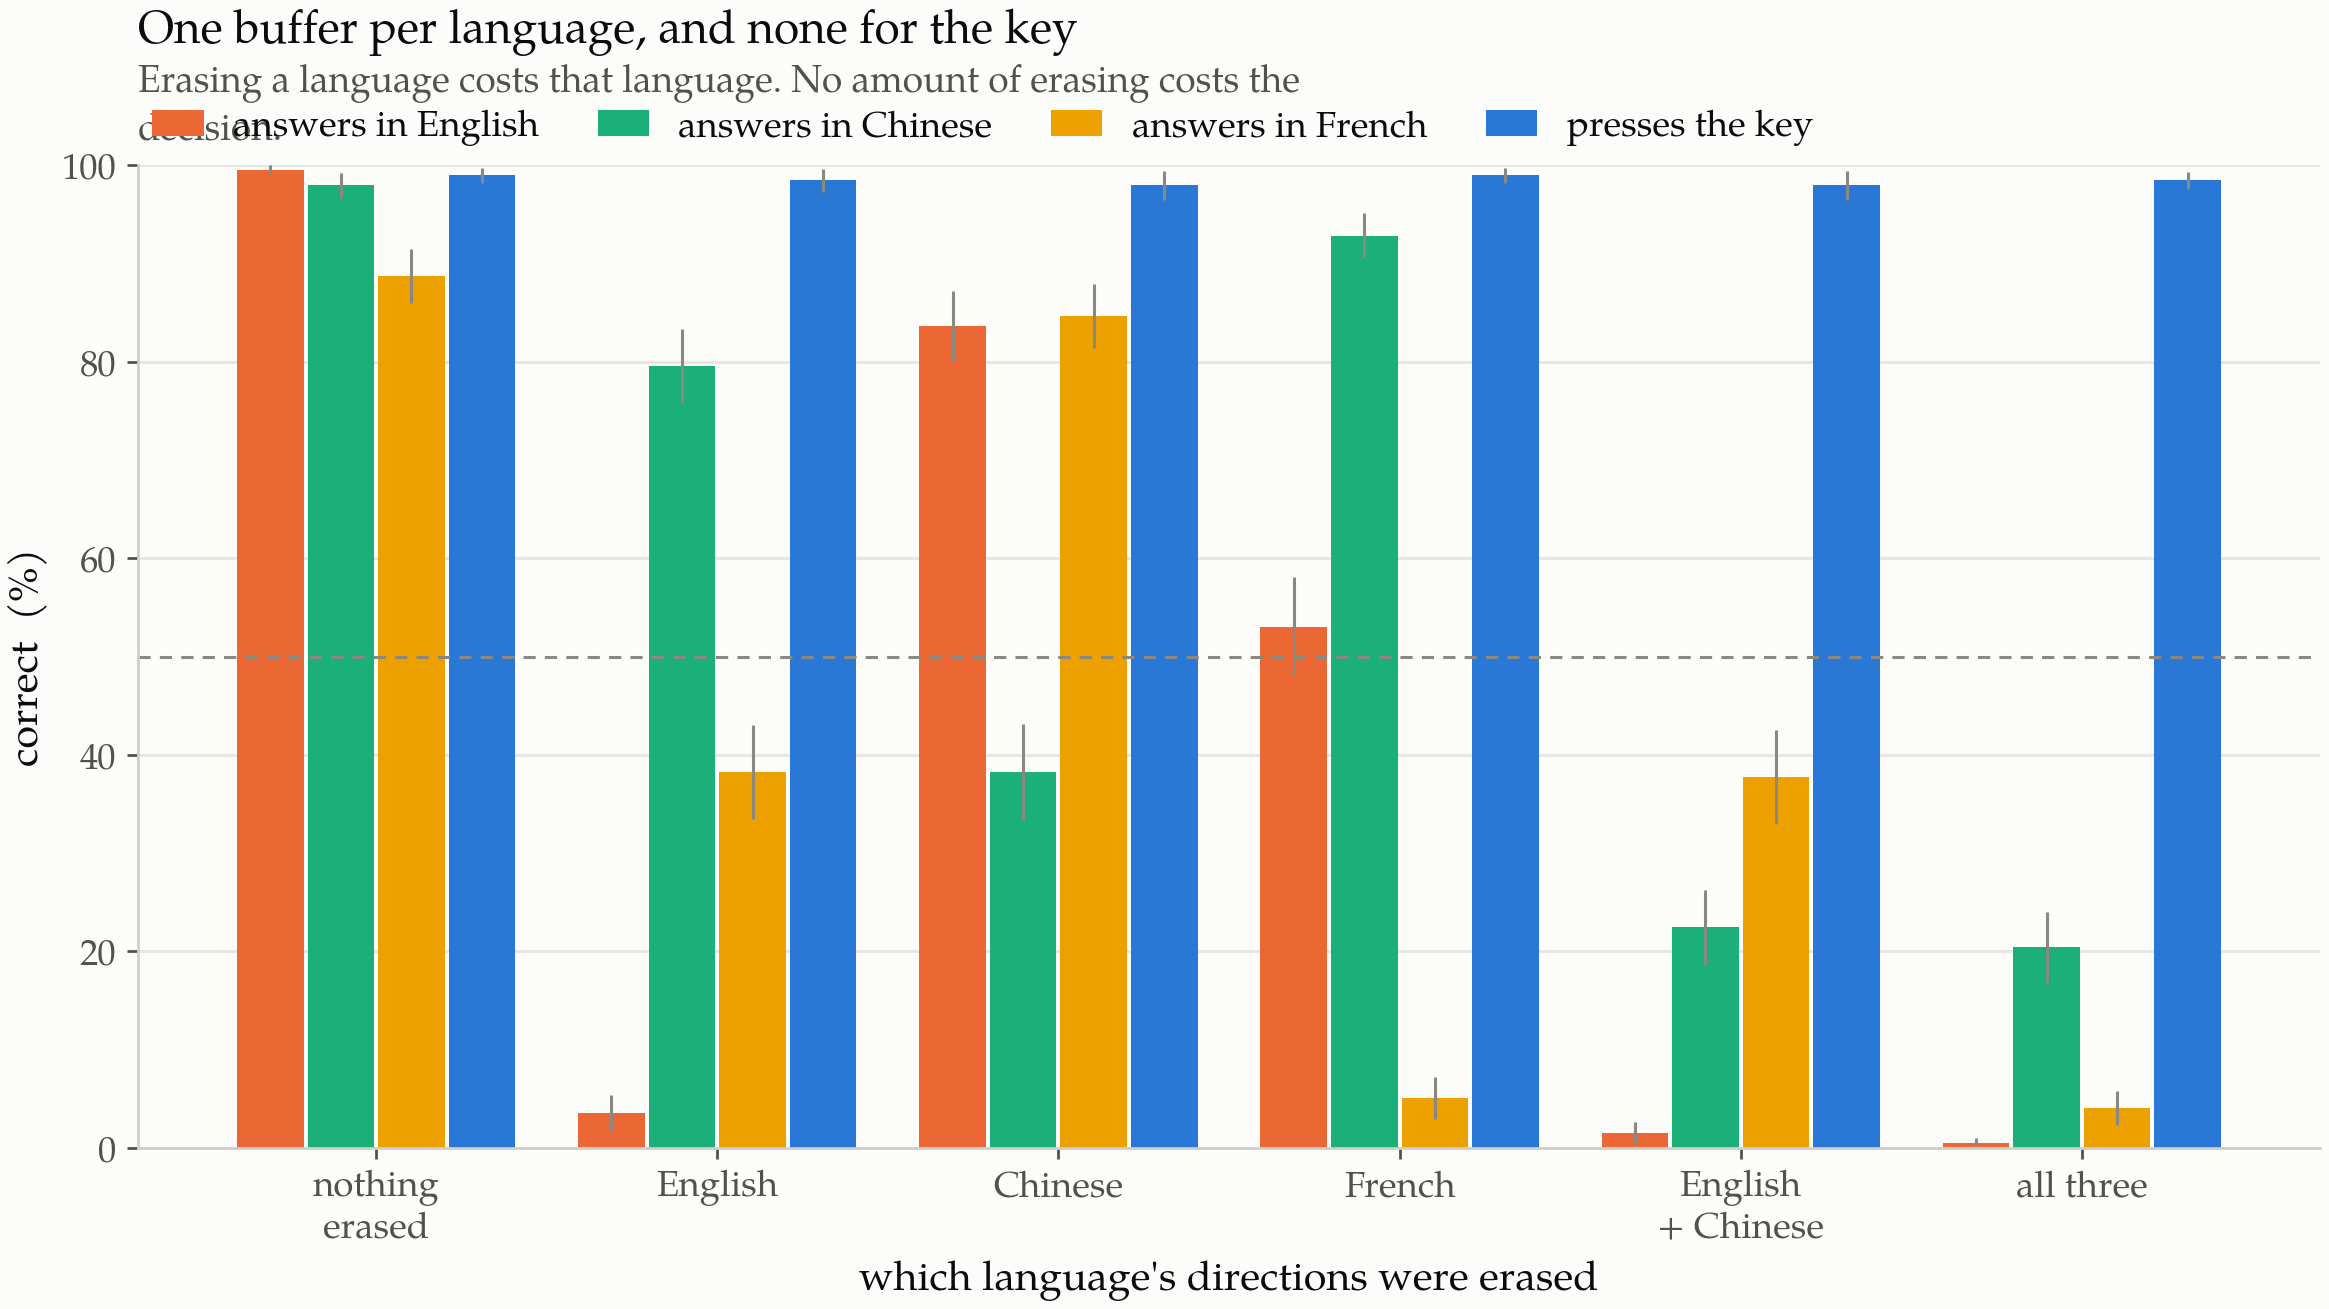 One buffer per language, and none for the key
Erasing a language costs that language. No amount of erasing costs the
decision.
answers in English
answers in Chinese
answers in French
presses the key
100
80
60
40
20
0
correct (%)
nothing
erased
English
Chinese
French
English
+ Chinese
all three
which language's directions were erased